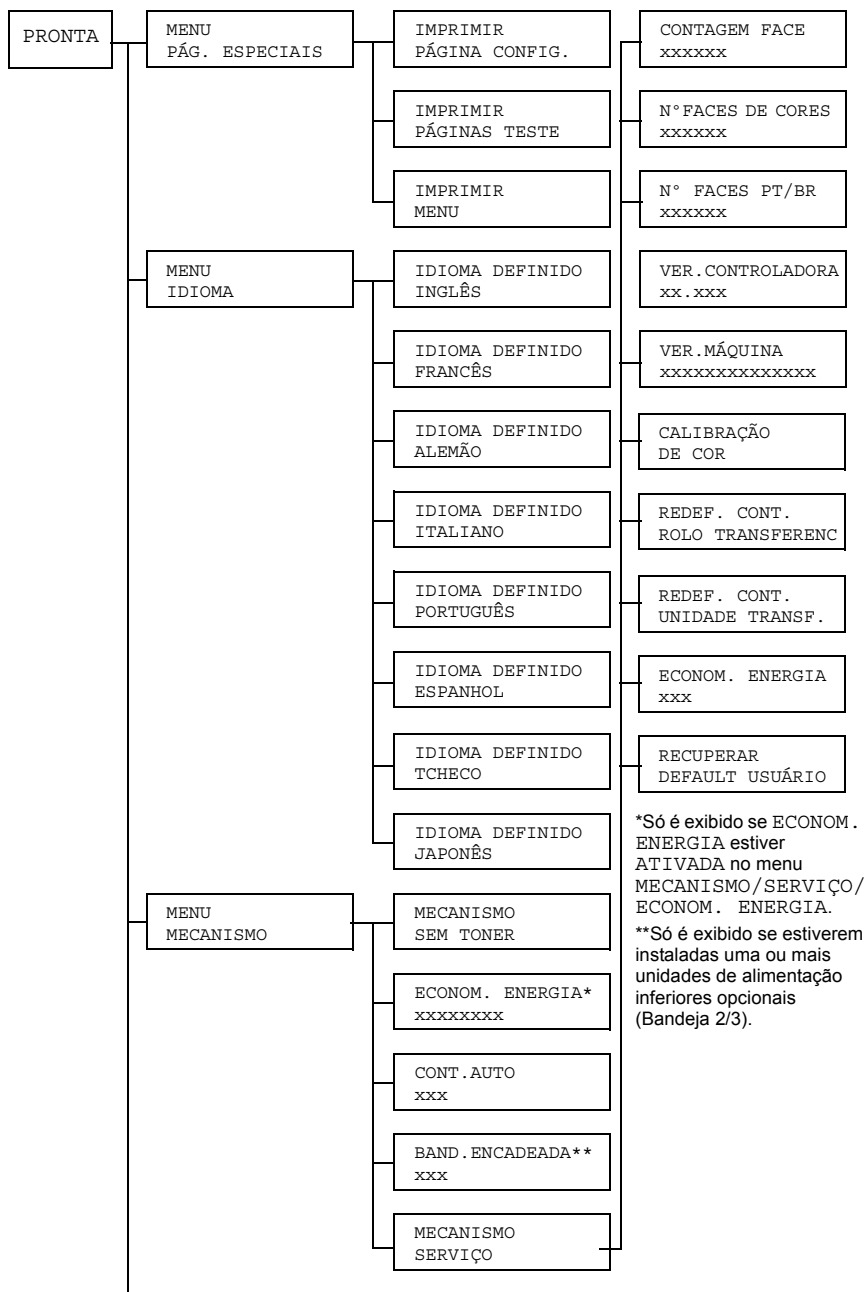 PRONTA
MENU
PÁG. ESPECIAIS
IMPRIMIR
PÁGINA CONFIG.
IMPRIMIR
PÁGINAS TESTE
IMPRIMIR
MENU
MENU
IDIOMA
IDIOMA DEFINIDO
INGLÊS
IDIOMA DEFINIDO
FRANCÊS
IDIOMA DEFINIDO
ALEMÃO
IDIOMA DEFINIDO
ITALIANO
IDIOMA DEFINIDO
PORTUGUÊS
IDIOMA DEFINIDO
ESPANHOL
IDIOMA DEFINIDO
TCHECO
IDIOMA DEFINIDO
JAPONÊS
MENU
MECANISMO
MECANISMO
SEM TONER
ECONOM. ENERGIA*
xxxxxxxx
CONT.AUTO
xxx
BAND.ENCADEADA**
xxx
MECANISMO
SERVIÇO
CONTAGEM FACE
xxxxxx
N°FACES DE CORES
xxxxxx
N° FACES PT/BR
xxxxxx
VER.CONTROLADORA
xx.xxx
VER.MÁQUINA
xxxxxxxxxxxxxx
CALIBRAÇÃO
DE COR
REDEF. CONT.
ROLO TRANSFERENC
REDEF. CONT.
UNIDADE TRANSF.
ECONOM. ENERGIA
xxx
RECUPERAR
DEFAULT USUÁRIO
*Só é exibido se ECONOM.
ENERGIA estiver
ATIVADA no menu
MECANISMO/SERVIÇO/
ECONOM. ENERGIA.
**Só é exibido se estiverem
instaladas uma ou mais
unidades de alimentação
inferiores opcionais
(Bandeja 2/3).